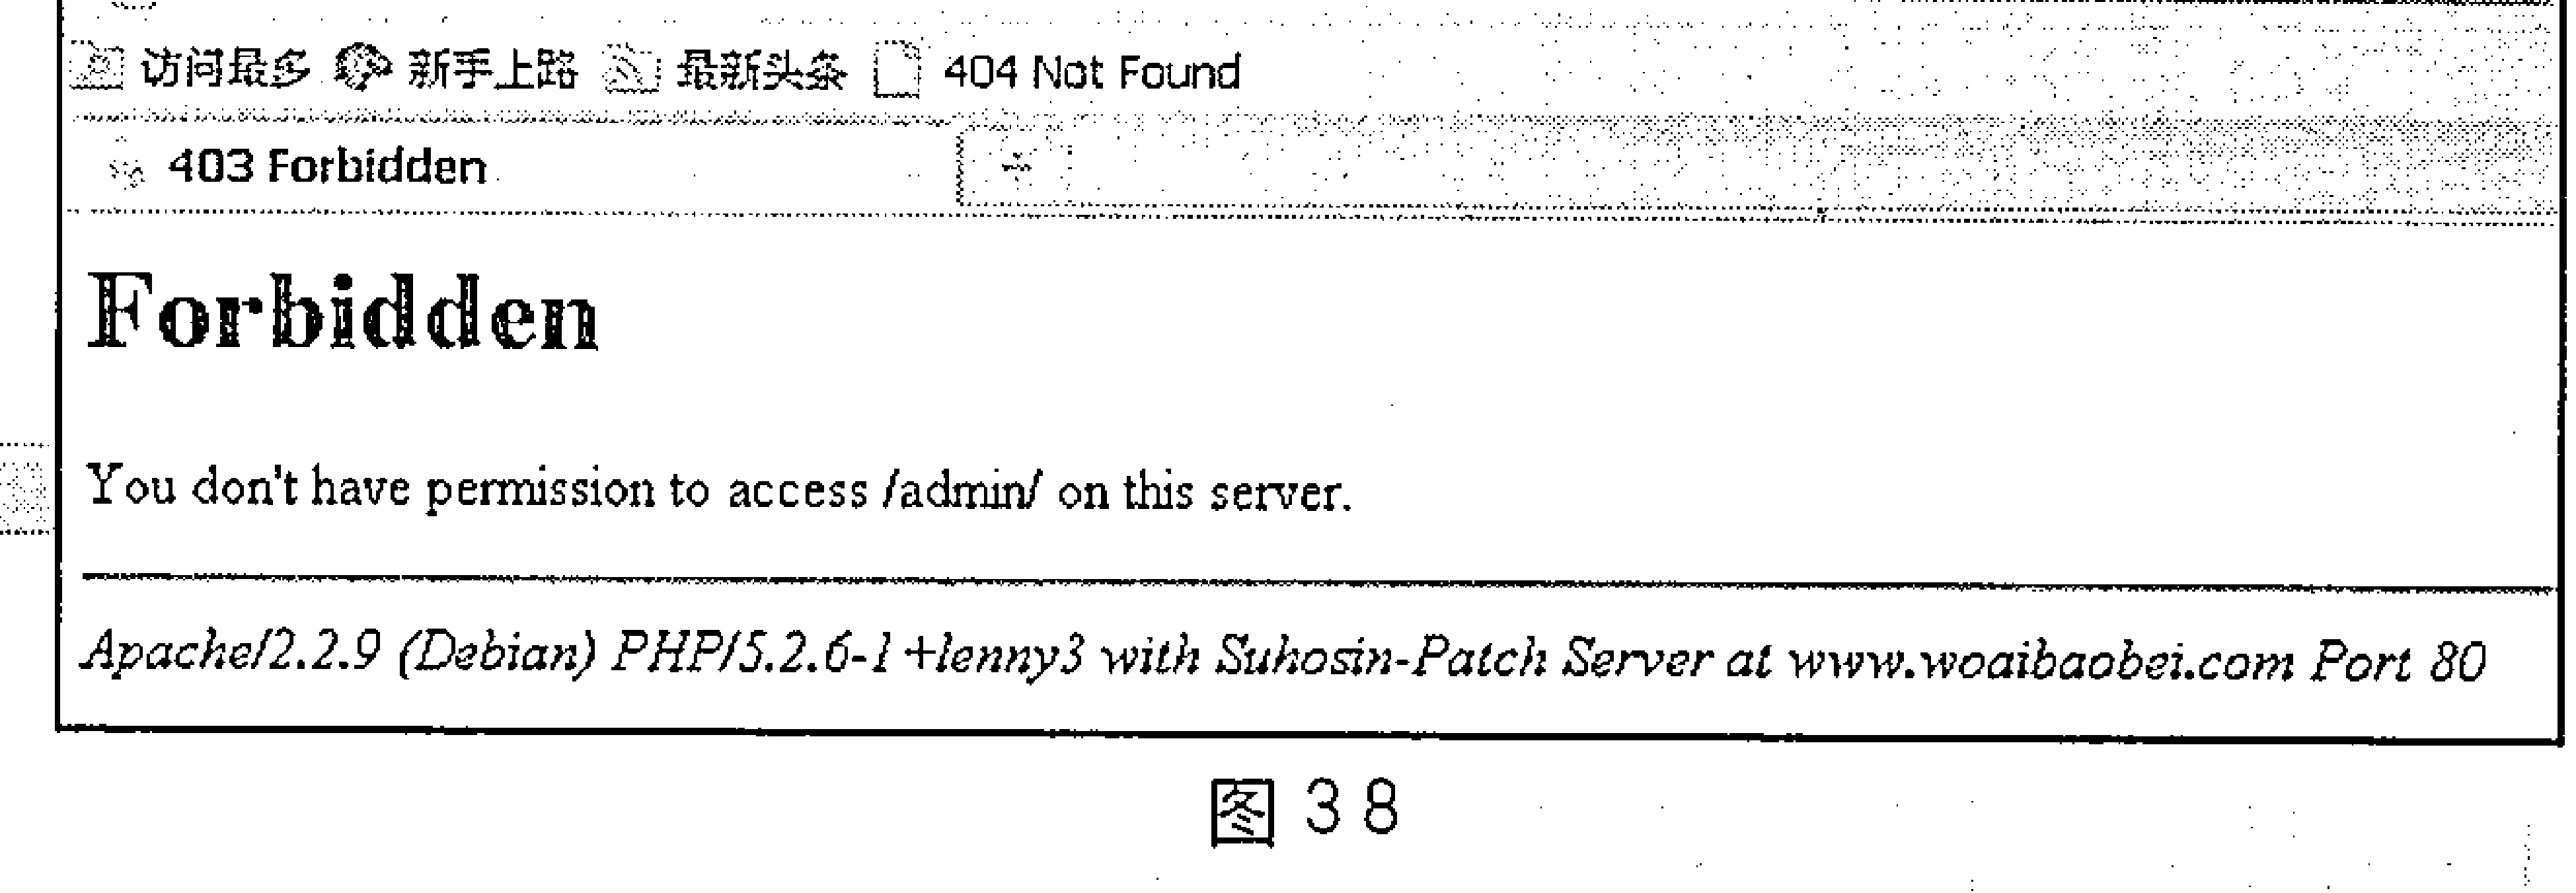 访问最多 新手上路 最新头条 404 Not Found
403 Forbidden
Forbidden
You don't have permission to access /admin/ on this server.
Apache/2.2.9 (Debian) PHP/5.2.6-1+lenny3 with Suhosin-Patch Server at www.woaibaobei.com Port 80
图 3 8